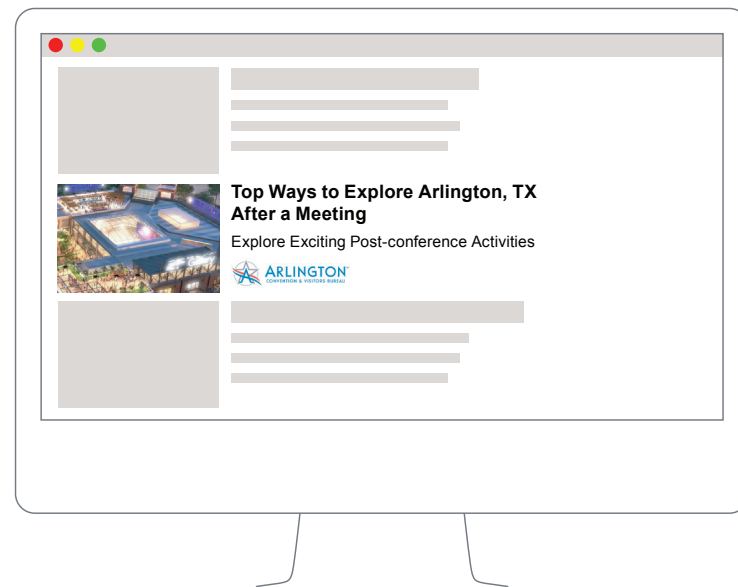 Top Ways to Explore Arlington, TX
After a Meeting
Explore Exciting Post-conference Activities
ARLINGTON
CONVENTION & VISITORS BUREAU